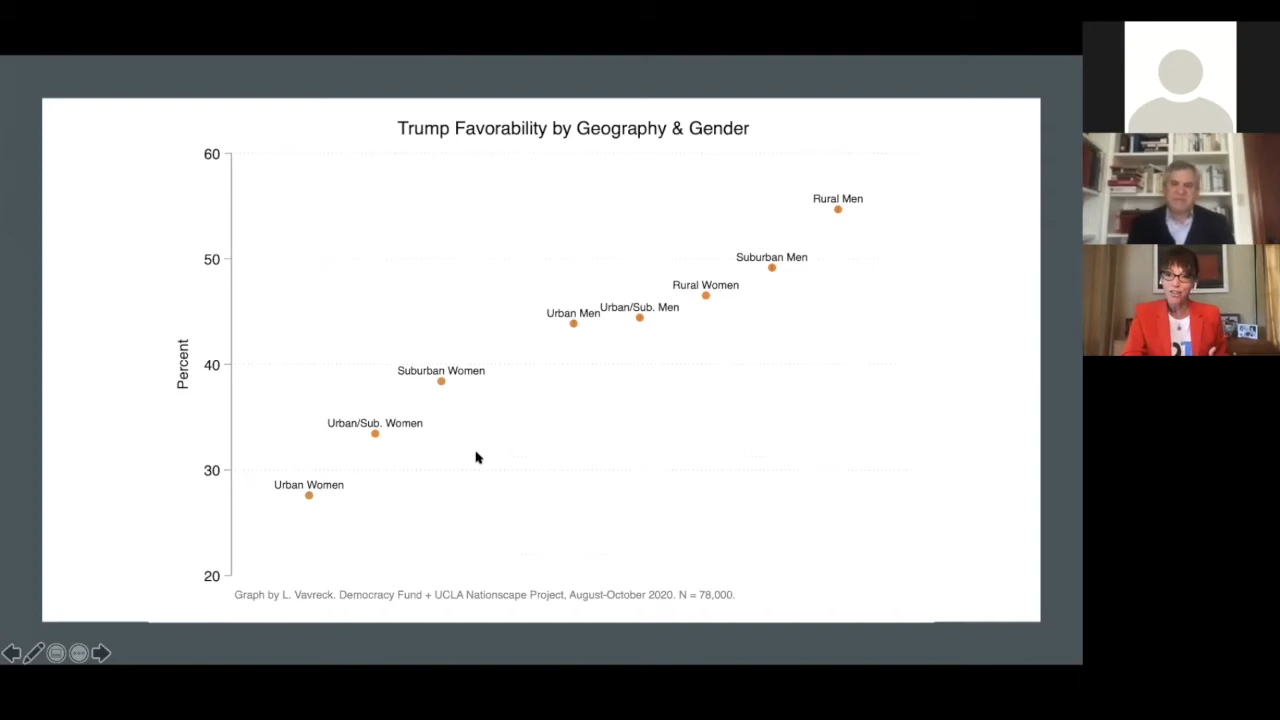 Trump Favorability by Geography & Gender
60
50
40
30
20
Percent
Rural Men
Suburban Men
Rural Women
Urban/Sub. Men
Urban Men
Suburban Women
Urban/Sub. Women
Urban Women
Graph by L. Vavreck. Democracy Fund + UCLA Nationscape Project, August-October 2020. N = 78,000.